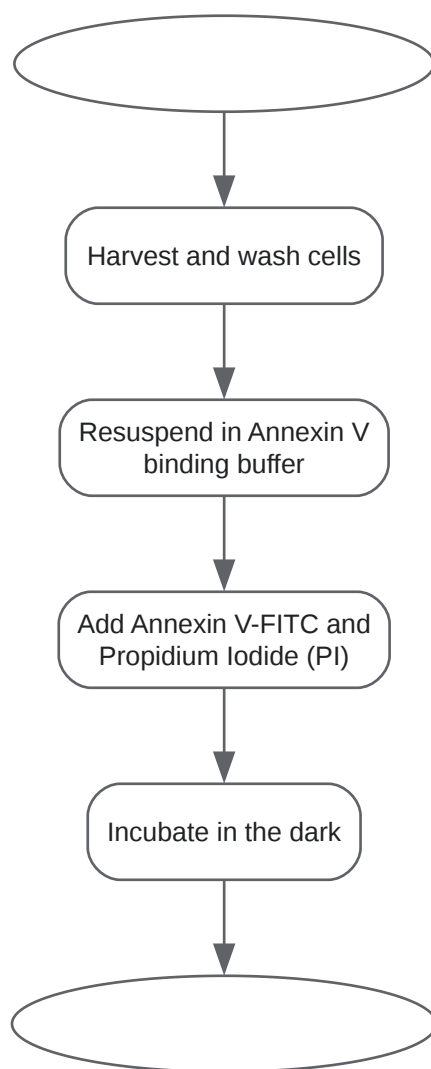 Harvest and wash cells
Resuspend in Annexin V
binding buffer
Add Annexin V-FITC and
Propidium Iodide (PI)
Incubate in the dark